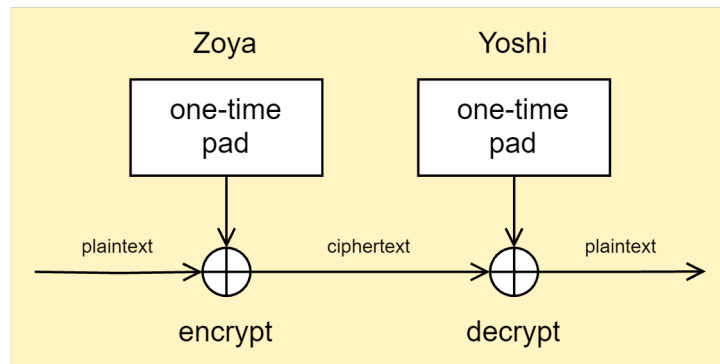 Zoya Yoshi
one-time one-time
pad pad
plaintext ciphertext plaintext
encrypt decrypt